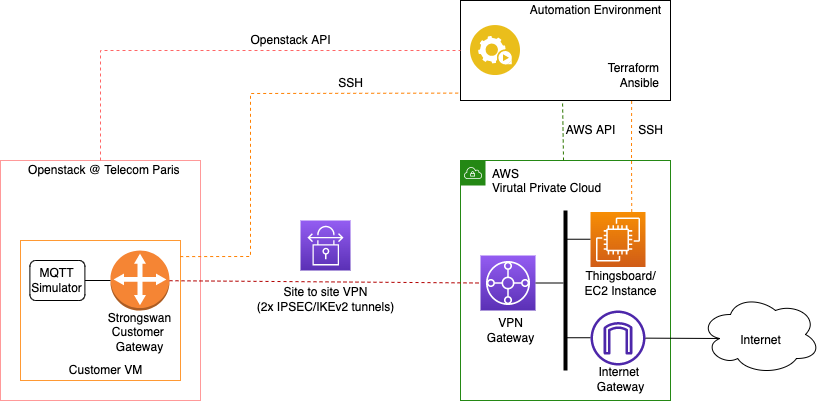 Automation Environment
Openstack API
Terraform
Ansible
SSH
AWS API
SSH
Openstack @ Telecom Paris
AWS
Virutal Private Cloud
MQTT
Simulator
Strongswan
Customer
Gateway
Customer VM
Site to site VPN
(2x IPSEC/IKEv2 tunnels)
VPN
Gateway
Thingsboard/
EC2 Instance
Internet
Gateway
Internet